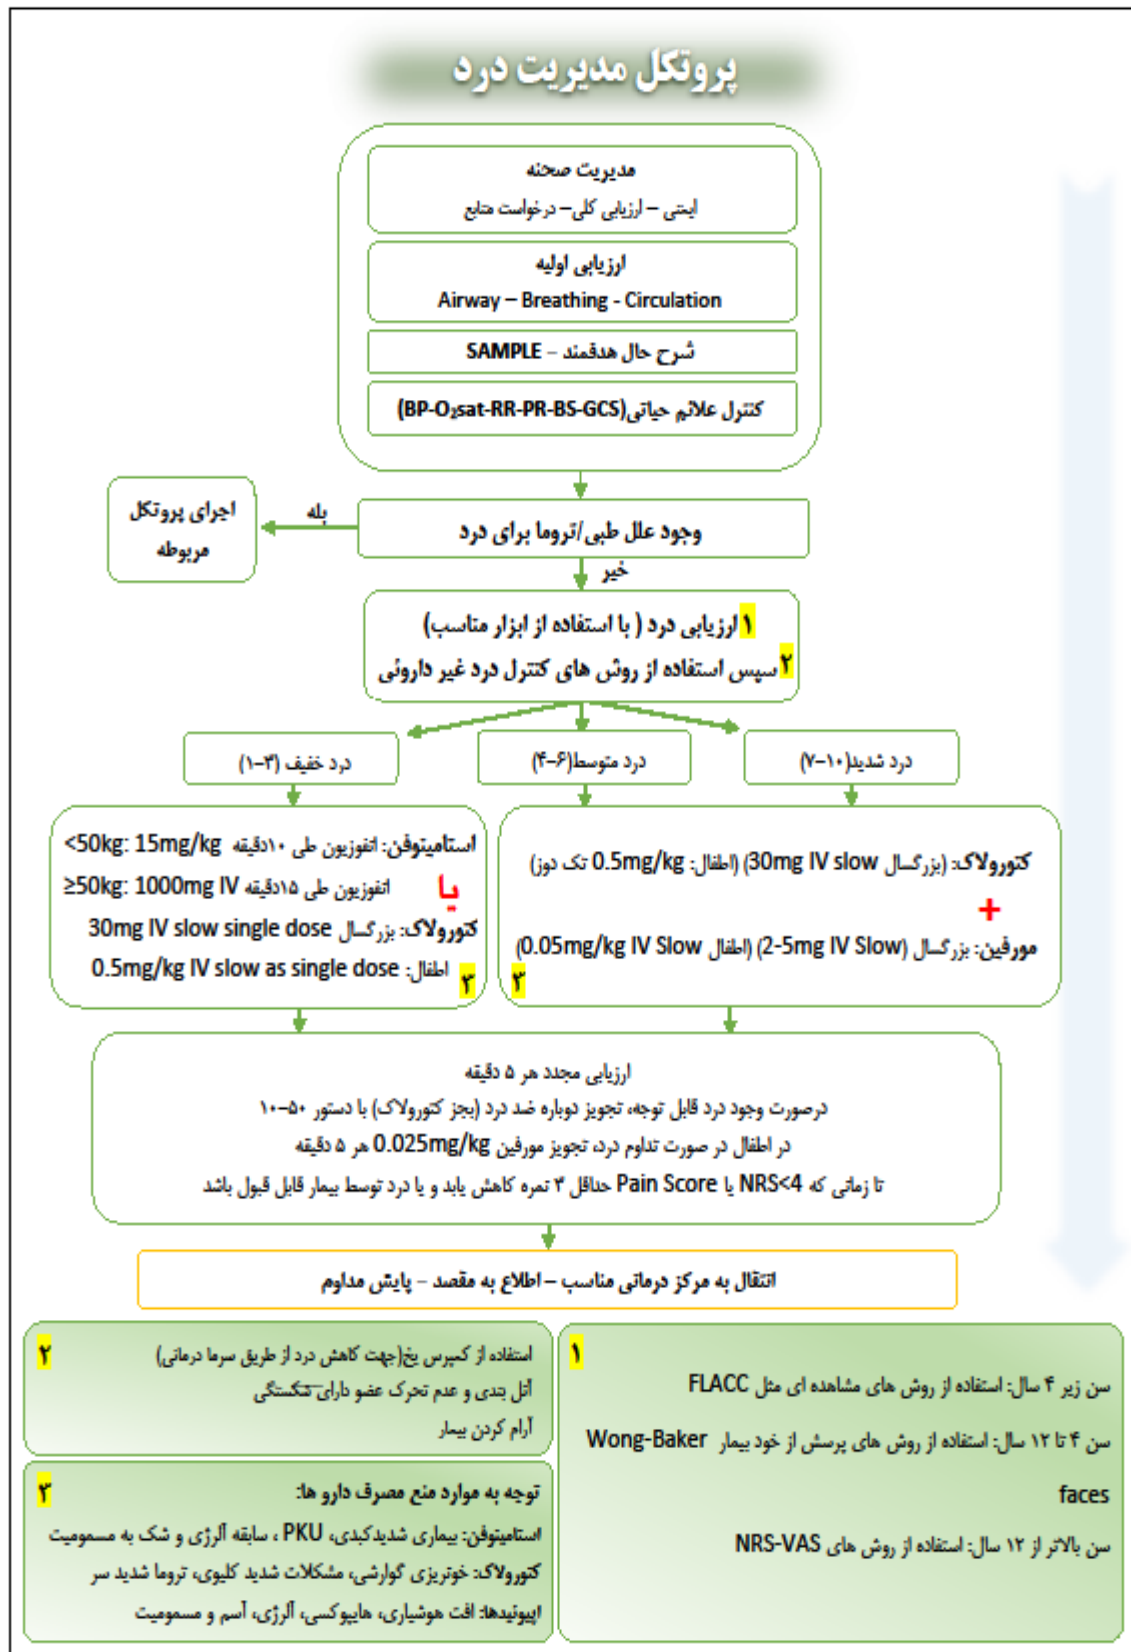 پروتکل مدیریت درد
مدیریت صحنه
ایمنی – ارزیابی کلی – درخواست منابع
ارزیابی اولیه
Airway – Breathing - Circulation
شرح حال هدفمند – SAMPLE
کنترل علائم حیاتی(BP-O₂sat-RR-PR-BS-GCS)
وجود علل طبی/تروما برای درد
بله
اجرای پروتکل
مربوطه
خیر
۱ ارزیابی درد ( با استفاده از ابزار مناسب)
۲ سپس استفاده از روش های کنترل درد غیر داروئی
درد شدید(۱۰–۷)
درد متوسط(۶–۴)
درد خفیف (۳–۱)
کتورولاک: (بزرگسال 30mg IV slow) (اطفال: 0.5mg/kg تک دوز)
+
مورفین: بزرگسال (2-5mg IV Slow) (اطفال 0.05mg/kg IV Slow)
۳
استامینوفن: انفوزیون طی ۱۰دقیقه <50kg: 15mg/kg
یا
انفوزیون طی ۱۵دقیقه ≥50kg: 1000mg IV
کتورولاک: بزرگسال 30mg IV slow single dose
اطفال: 0.5mg/kg IV slow as single dose
۳
ارزیابی مجدد هر ۵ دقیقه
درصورت وجود درد قابل توجه، تجویز دوباره ضد درد (بجز کتورولاک) با دستور ۵۰–۱۰
در اطفال در صورت تداوم درد، تجویز مورفین 0.025mg/kg هر ۵ دقیقه
تا زمانی که NRS<4 یا Pain Score حداقل ۳ نمره کاهش یابد و یا درد توسط بیمار قابل قبول باشد
انتقال به مرکز درمانی مناسب – اطلاع به مقصد – پایش مداوم
۱
سن زیر ۴ سال: استفاده از روش های مشاهده ای مثل FLACC
سن ۴ تا ۱۲ سال: استفاده از روش های پرسش از خود بیمار Wong-Baker
faces
سن بالاتر از ۱۲ سال: استفاده از روش های NRS-VAS
۲
استفاده از کمپرس یخ(جهت کاهش درد از طریق سرما درمانی)
آتل بندی و عدم تحرک عضو دارای شکستگی
آرام کردن بیمار
۳
توجه به موارد منع مصرف دارو ها:
استامینوفن: بیماری شدیدکبدی، PKU ، سابقه آلرژی و شک به مسمومیت
کتورولاک: خونریزی گوارشی، مشکلات شدید کلیوی، تروما شدید سر
اپیوئیدها: افت هوشیاری، هایپوکسی، آلرژی، آسم و مسمومیت